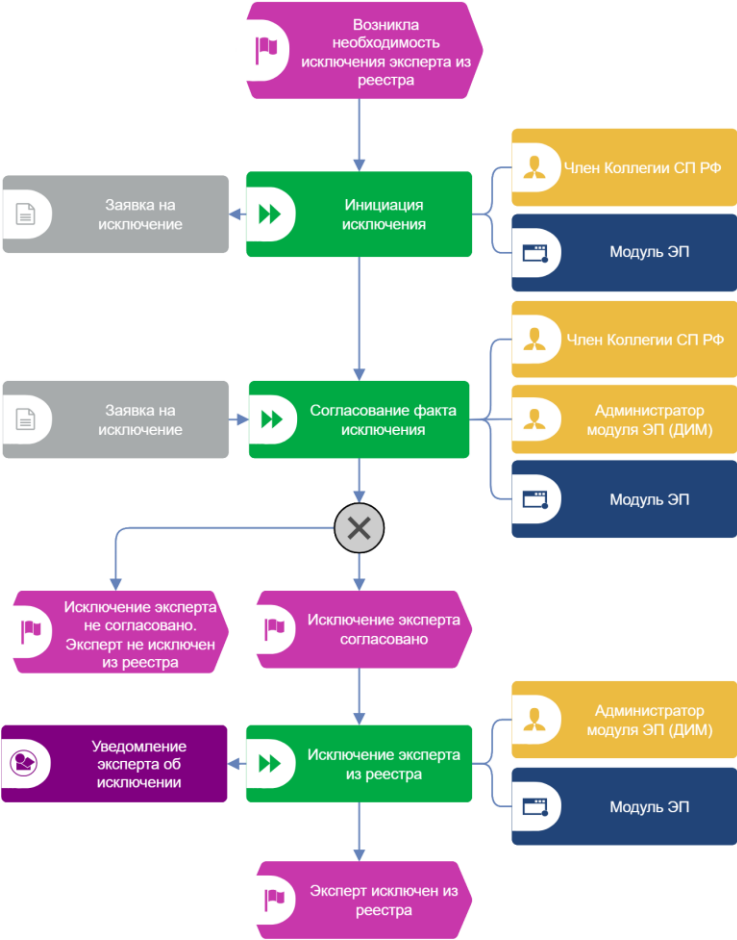 Возникла
необходимость
исключения эксперта из
реестра
Член Коллегии СП РФ
Заявка на
исключение
Инициация
исключения
Модуль ЭП
Член Коллегии СП РФ
Заявка на
исключение
Согласование факта
исключения
Администратор
модуля ЭП (ДИМ)
Модуль ЭП
Исключение эксперта
не согласовано.
Эксперт не исключен
из реестра
Исключение эксперта
согласовано
Администратор
модуля ЭП (ДИМ)
Уведомление
эксперта об
исключении
Исключение эксперта
из реестра
Модуль ЭП
Эксперт исключен из
реестра